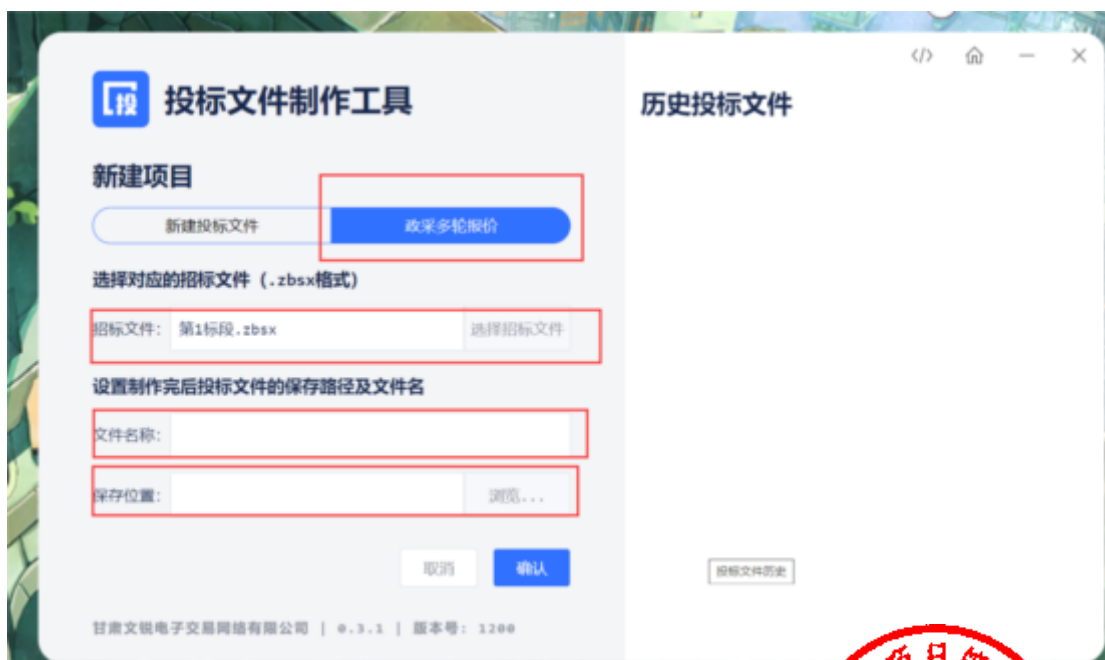 投标文件制作工具
历史投标文件
新建项目
新建投标文件
政采多轮报价
选择对应的招标文件（.zbsx格式）
招标文件： 第1标段.zbsx 选择招标文件
设置制作完后投标文件的保存路径及文件名
文件名称：
保存位置： 浏览...
取消 确认
投标文件历史
甘肃文锐电子交易网络有限公司 | 0.3.1 | 版本号: 1200